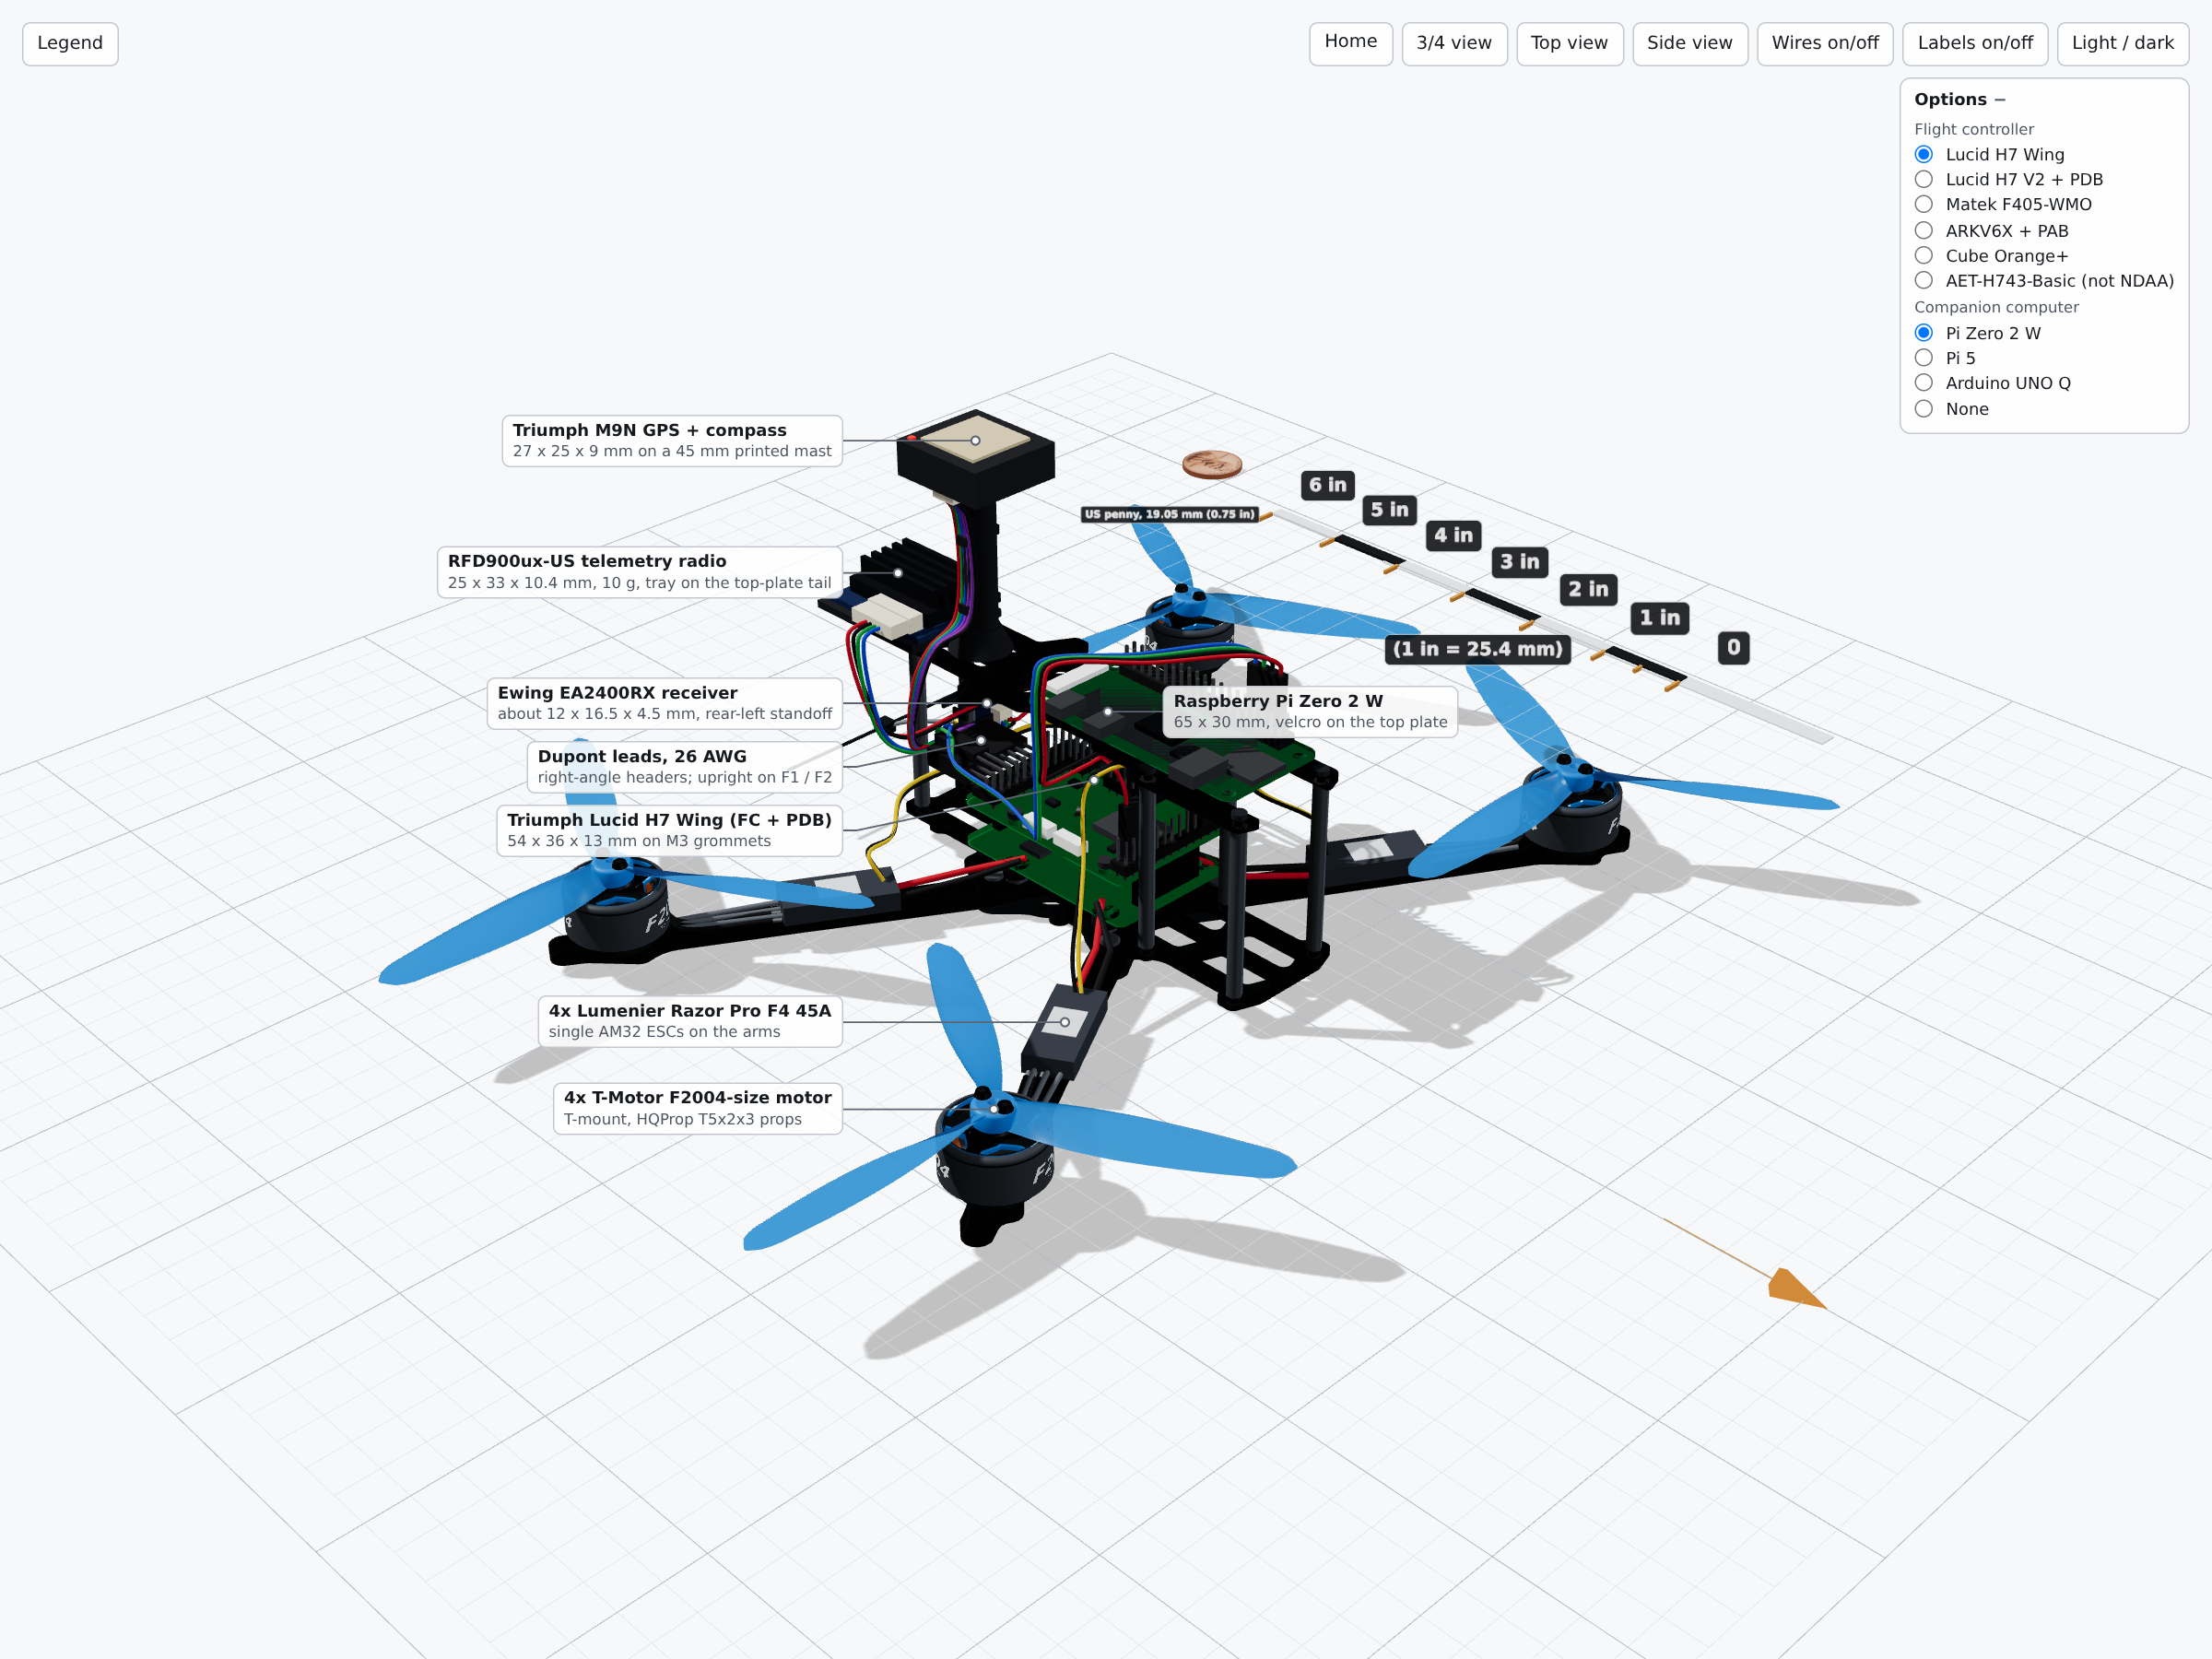 Legend
Home
3/4 view
Top view
Side view
Wires on/off
Labels on/off
Light / dark
Options −
Flight controller
Lucid H7 Wing
Lucid H7 V2 + PDB
Matek F405-WMO
ARKV6X + PAB
Cube Orange+
AET-H743-Basic (not NDAA)
Companion computer
Pi Zero 2 W
Pi 5
Arduino UNO Q
None
Triumph M9N GPS + compass
27 x 25 x 9 mm on a 45 mm printed mast
RFD900ux-US telemetry radio
25 x 33 x 10.4 mm, 10 g, tray on the top-plate tail
Ewing EA2400RX receiver
about 12 x 16.5 x 4.5 mm, rear-left standoff
Dupont leads, 26 AWG
right-angle headers; upright on F1 / F2
Triumph Lucid H7 Wing (FC + PDB)
54 x 36 x 13 mm on M3 grommets
4x Lumenier Razor Pro F4 45A
single AM32 ESCs on the arms
4x T-Motor F2004-size motor
T-mount, HQProp T5x2x3 props
Raspberry Pi Zero 2 W
65 x 30 mm, velcro on the top plate
US penny, 19.05 mm (0.75 in)
6 in
5 in
4 in
3 in
2 in
1 in
0
(1 in = 25.4 mm)